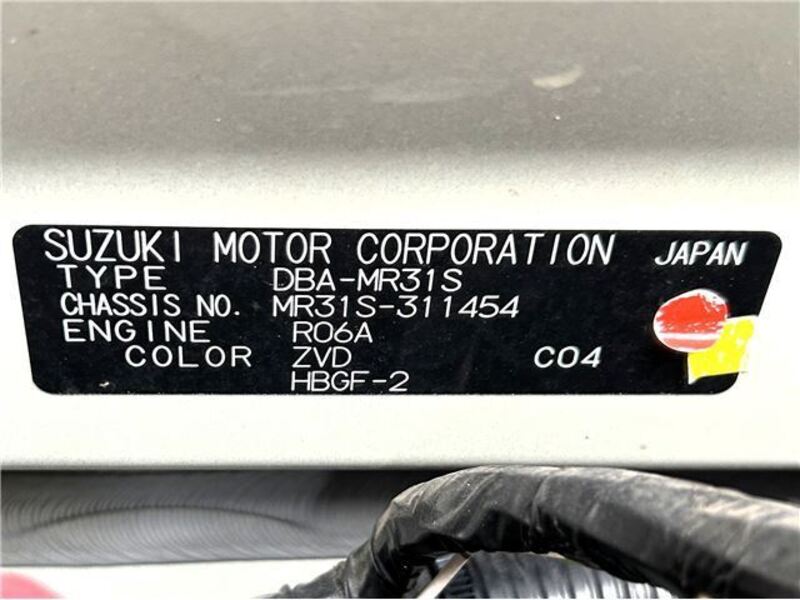 SUZUKI MOTOR CORPORATION JAPAN
TYPE DBA-MR31S
CHASSIS NO. MR31S-311454
ENGINE R06A
COLOR ZVD C04
HBGF-2